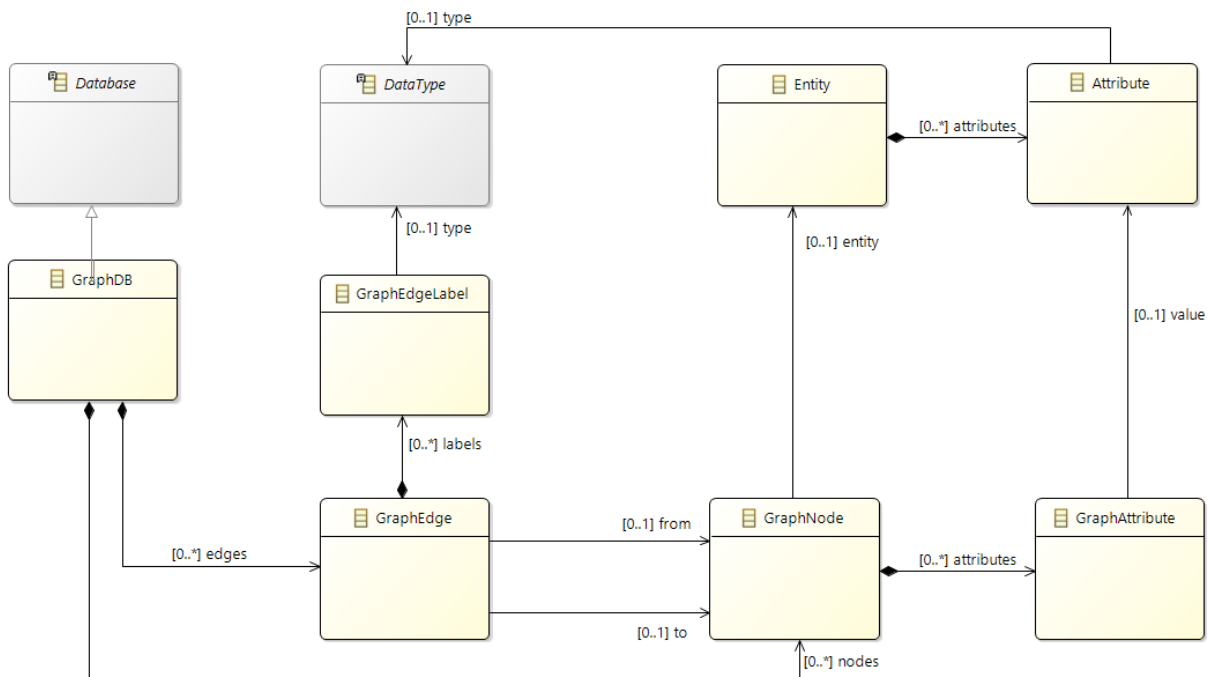 [0..1] type
Database
DataType
Entity
Attribute
[0..*] attributes
[0..1] type
[0..1] entity
GraphDB
GraphEdgeLabel
[0..1] value
[0..*] labels
GraphEdge
GraphNode
GraphAttribute
[0..1] from
[0..*] edges
[0..*] attributes
[0..1] to
[0..*] nodes